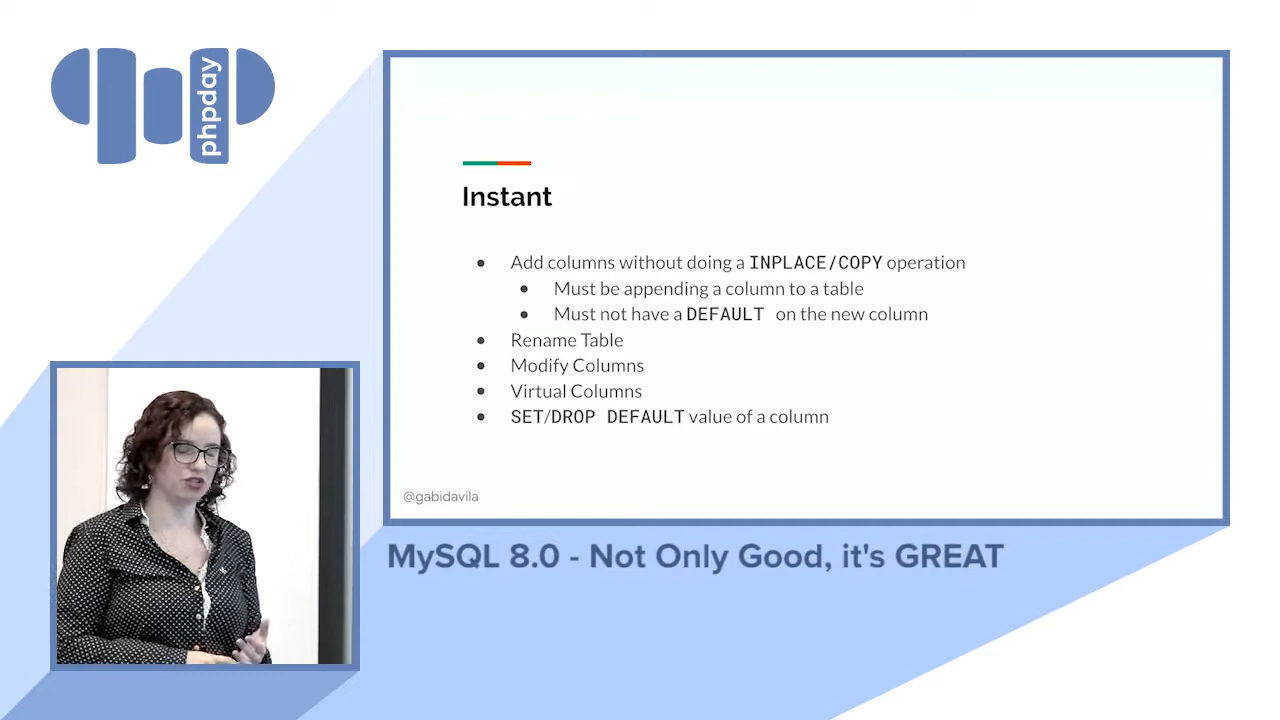 phpday
Instant
Add columns without doing a INPLACE/COPY operation
Must be appending a column to a table
Must not have a DEFAULT on the new column
Rename Table
Modify Columns
Virtual Columns
SET/DROP DEFAULT value of a column
@gabidavila
MySQL 8.0 - Not Only Good, it's GREAT